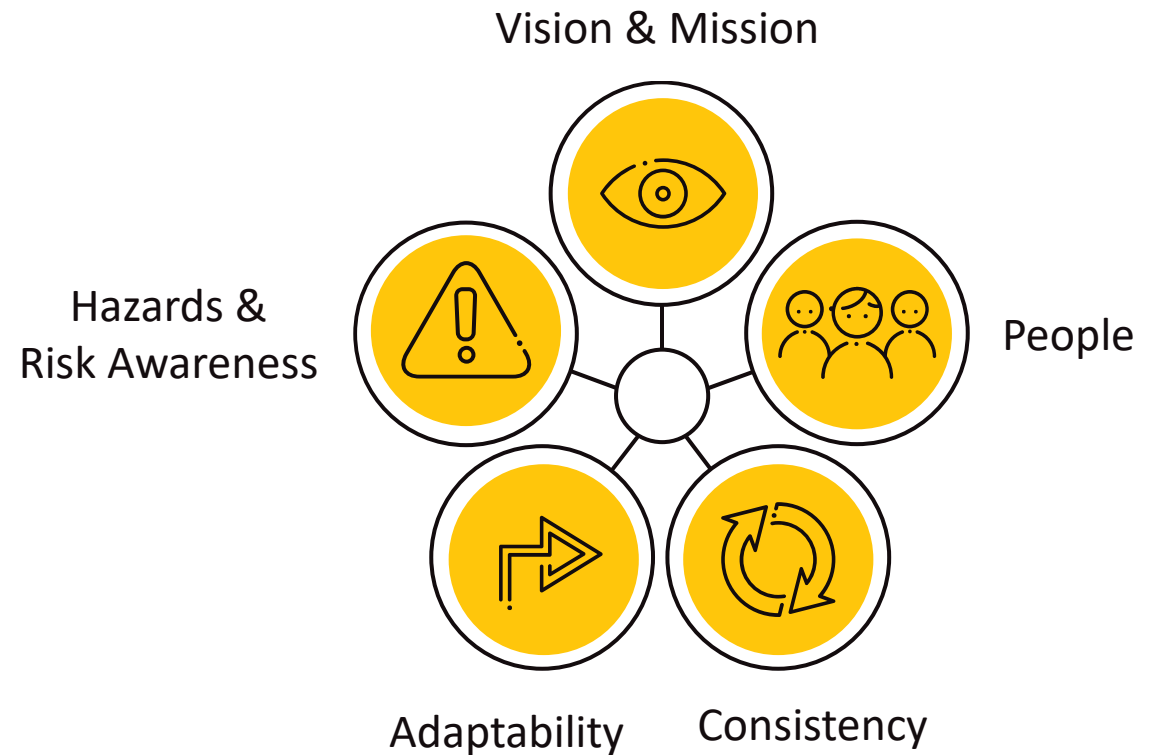 Vision & Mission
Hazards &
Risk Awareness
People
Adaptability
Consistency